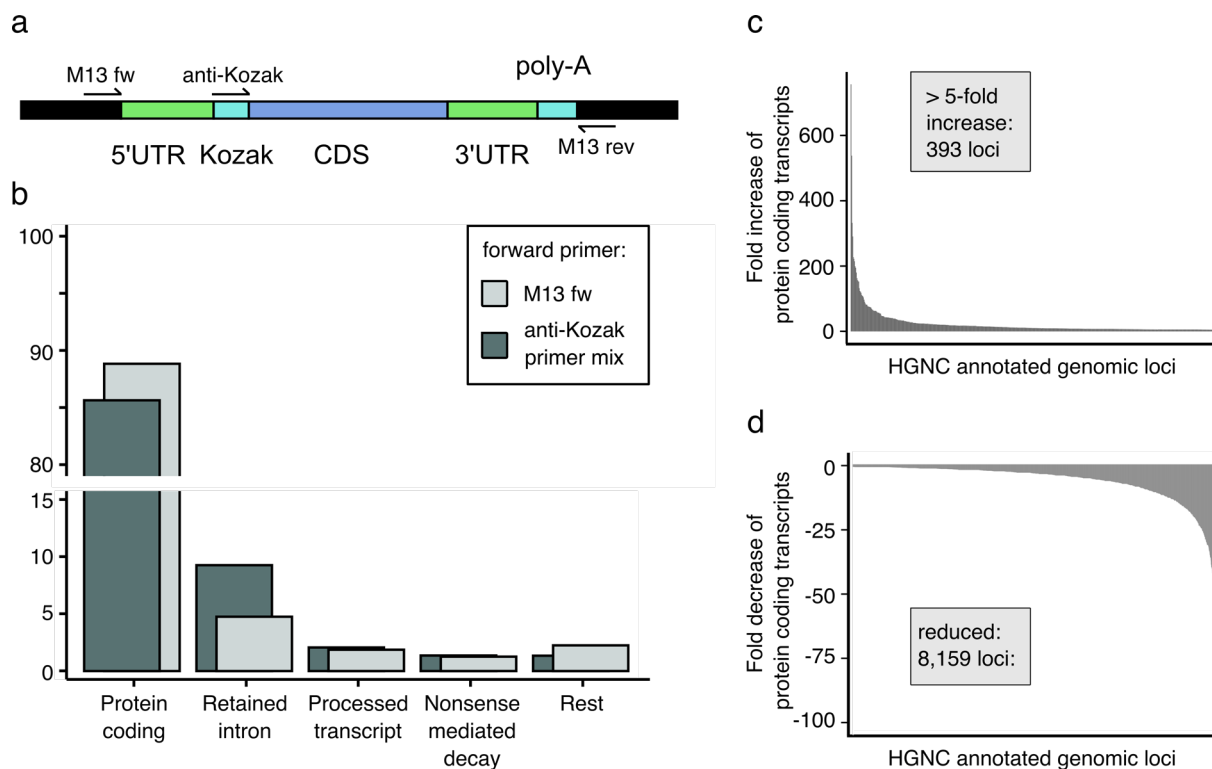 a
M13 fw
anti-Kozak
poly-A
5'UTR
Kozak
CDS
3'UTR
M13 rev
b
100
90
80
15
10
5
0
forward primer:
M13 fw
anti-Kozak
primer mix
Protein
coding
Retained
intron
Processed
transcript
Nonsense
mediated
decay
Rest
c
Fold increase of
protein coding transcripts
600
400
200
0
> 5-fold
increase:
393 loci
HGNC annotated genomic loci
d
Fold decrease of
protein coding transcripts
0
-25
-50
-75
-100
reduced:
8,159 loci:
HGNC annotated genomic loci